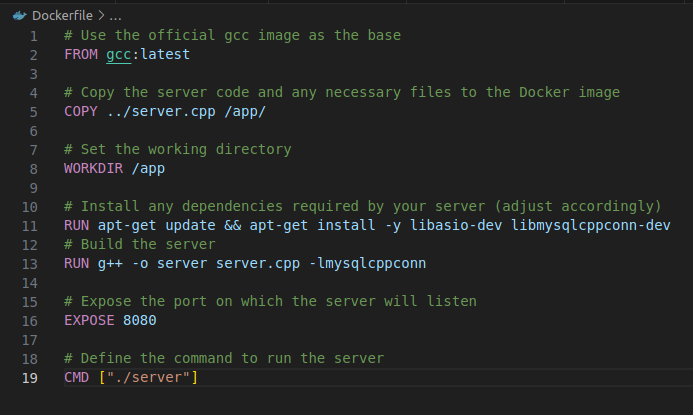 Dockerfile > ...
1 # Use the official gcc image as the base
2 FROM gcc:latest
3
4 # Copy the server code and any necessary files to the Docker image
5 COPY ../server.cpp /app/
6
7 # Set the working directory
8 WORKDIR /app
9
10 # Install any dependencies required by your server (adjust accordingly)
11 RUN apt-get update && apt-get install -y libasio-dev libmysqlcppconn-dev
12 # Build the server
13 RUN g++ -o server server.cpp -lmysqlcppconn
14
15 # Expose the port on which the server will listen
16 EXPOSE 8080
17
18 # Define the command to run the server
19 CMD ["./server"]